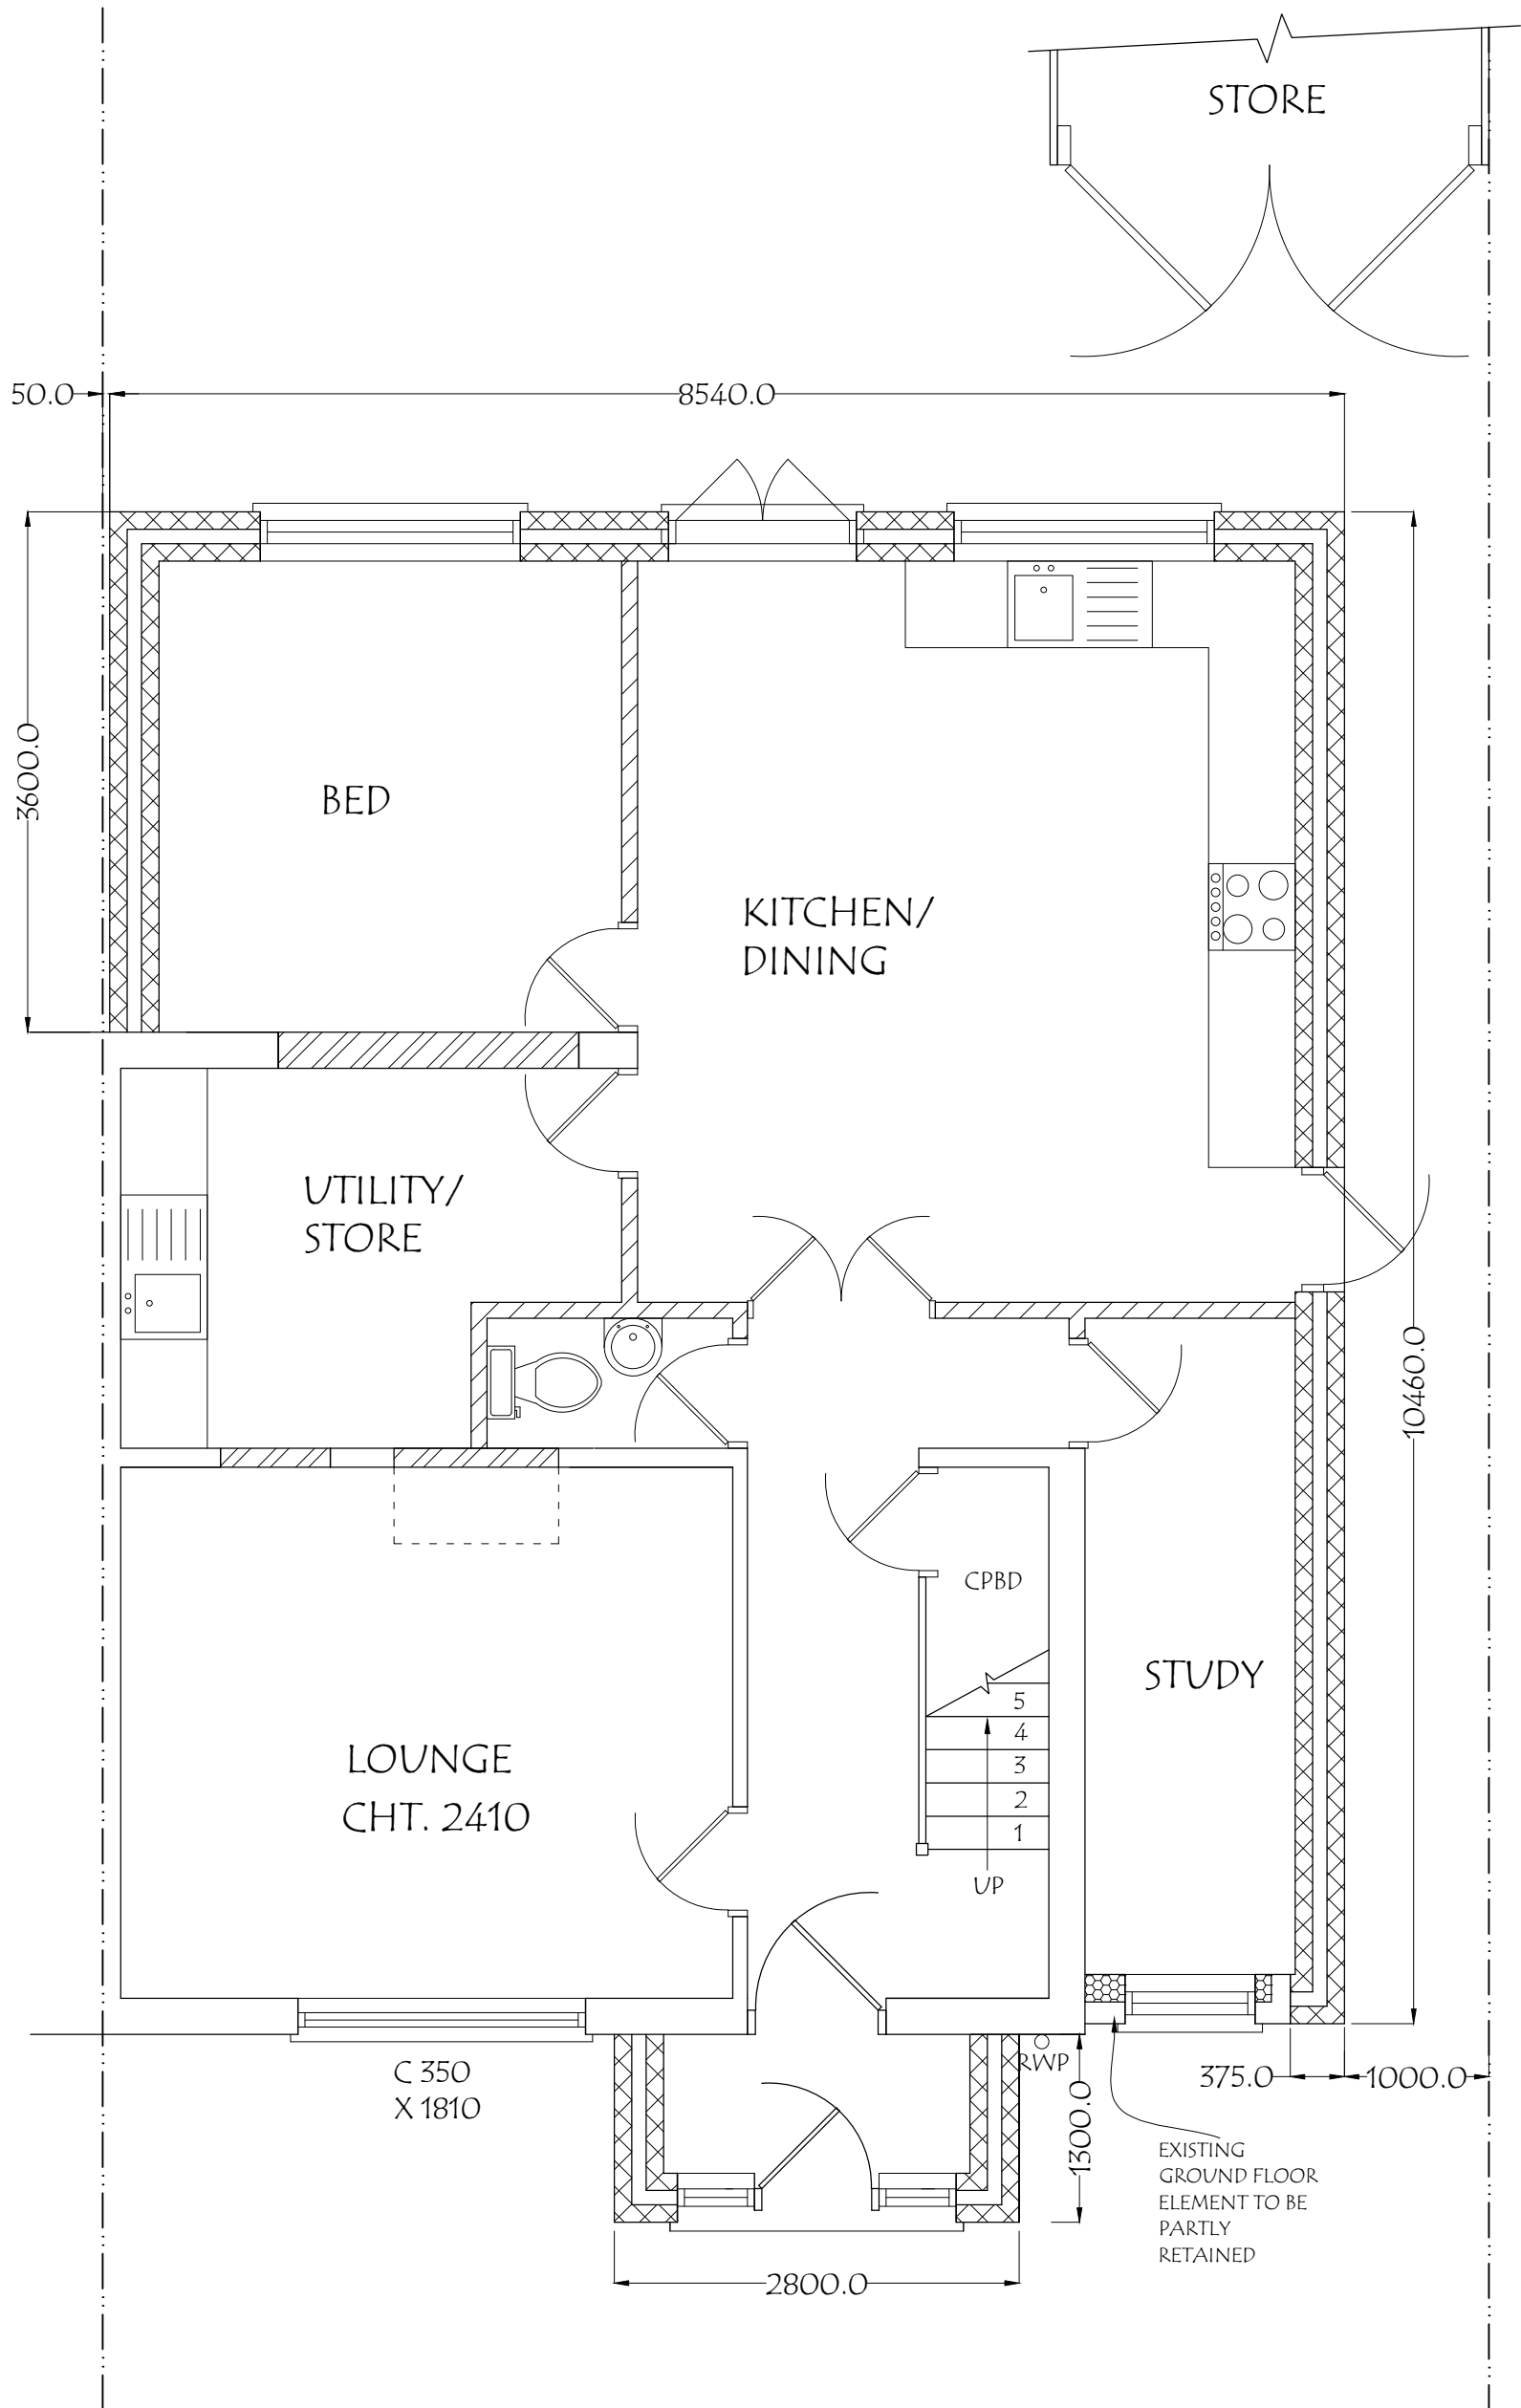 STORE
50.0
8540.0
3600.0
BED
KITCHEN/
DINING
UTILITY/
STORE
10460.0
CPBD
STUDY
5
4
3
2
1
UP
LOUNGE
CHT. 2410
C 350
X 1810
RWP
375.0
1000.0
1300.0
EXISTING
GROUND FLOOR
ELEMENT TO BE
PARTLY
RETAINED
2800.0